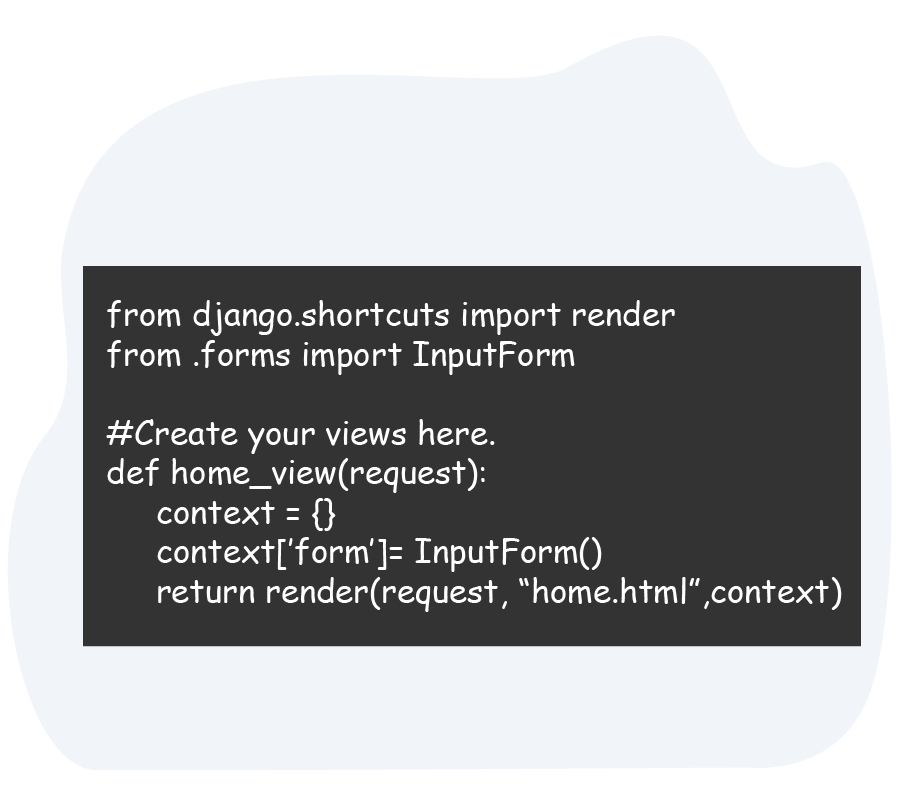 from django.shortcuts import render
from .forms import InputForm
#Create your views here.
def home_view(request):
context = {}
context[’form’]= InputForm()
return render(request, “home.html”,context)